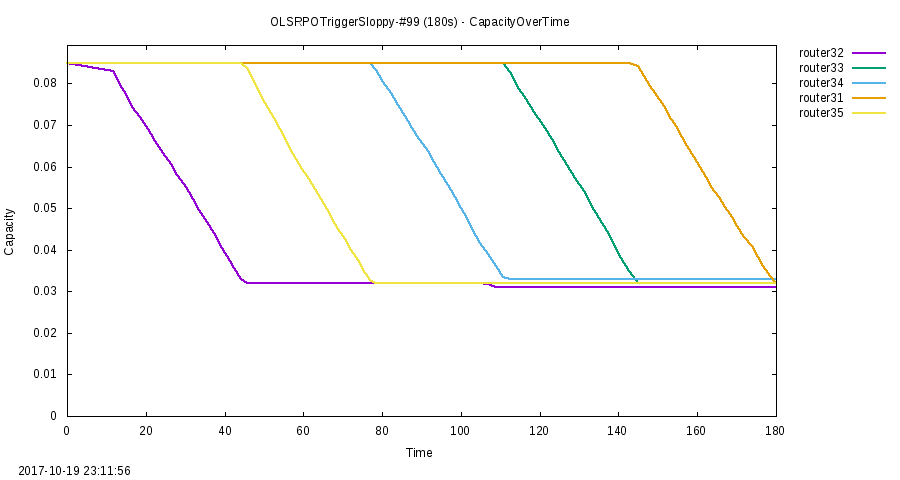 OLSRPOTriggerSloppy-#99 (180s) - CapacityOverTime
router32
router33
router34
router31
router35
0.08
0.07
0.06
0.05
0.04
0.03
0.02
0.01
0
Capacity
0 20 40 60 80 100 120 140 160 180
Time
2017-10-19 23:11:56